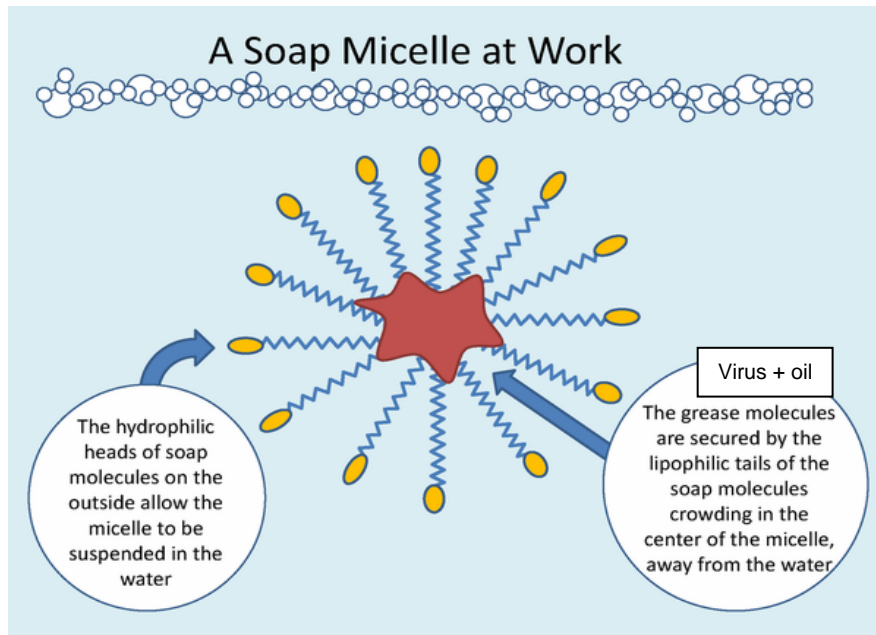 A Soap Micelle at Work
The hydrophilic
heads of soap
molecules on the
outside allow the
micelle to be
suspended in the
water
Virus + oil
The grease molecules
are secured by the
lipophilic tails of the
soap molecules
crowding in the
center of the micelle,
away from the water